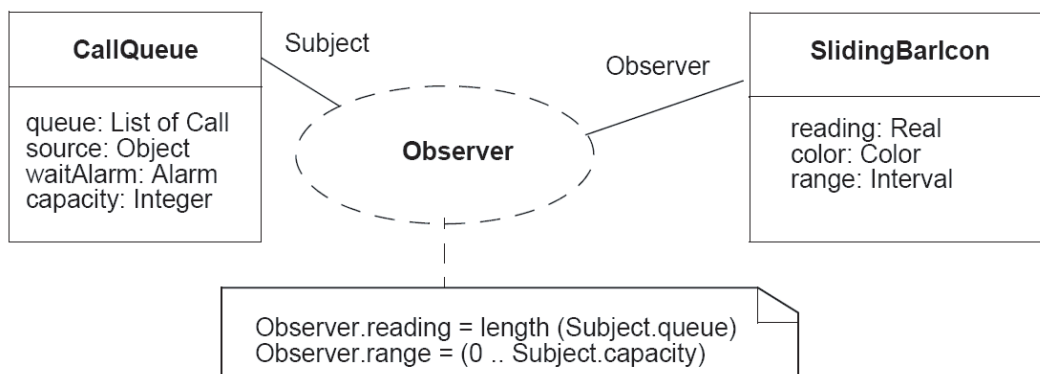 CallQueue
Subject
Observer
SlidingBarIcon
queue: List of Call
source: Object
waitAlarm: Alarm
capacity: Integer
Observer
reading: Real
color: Color
range: Interval
Observer.reading = length (Subject.queue)
Observer.range = (0 .. Subject.capacity)